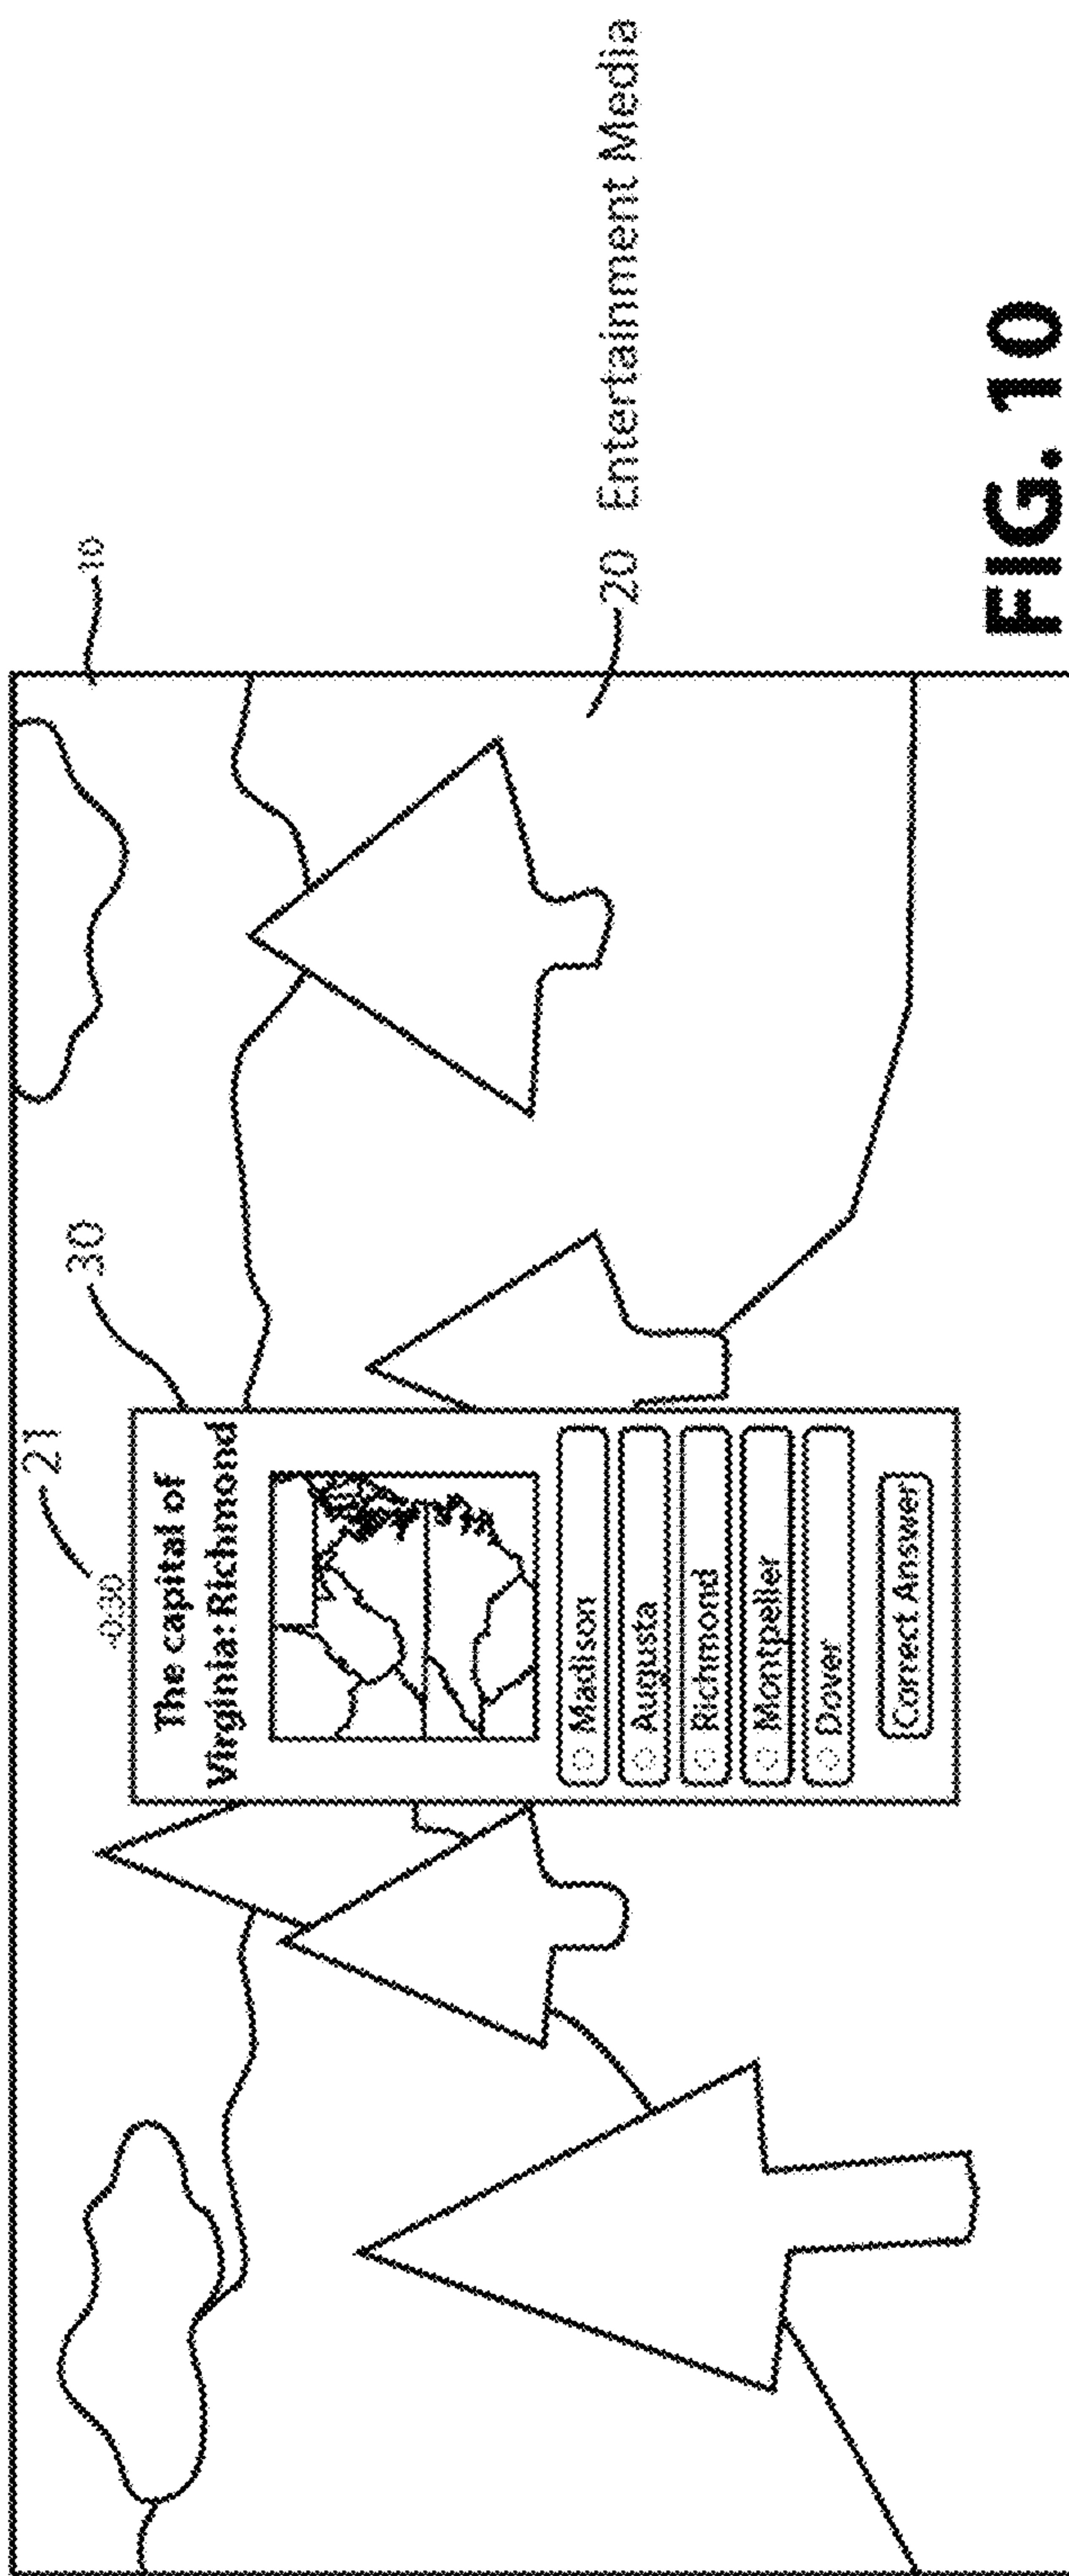 10
21
-0:30
30
The capital of
Virginia: Richmond
Madison
Augusta
Richmond
Montpelier
Dover
Correct Answer
20 Entertainment Media
FIG. 10